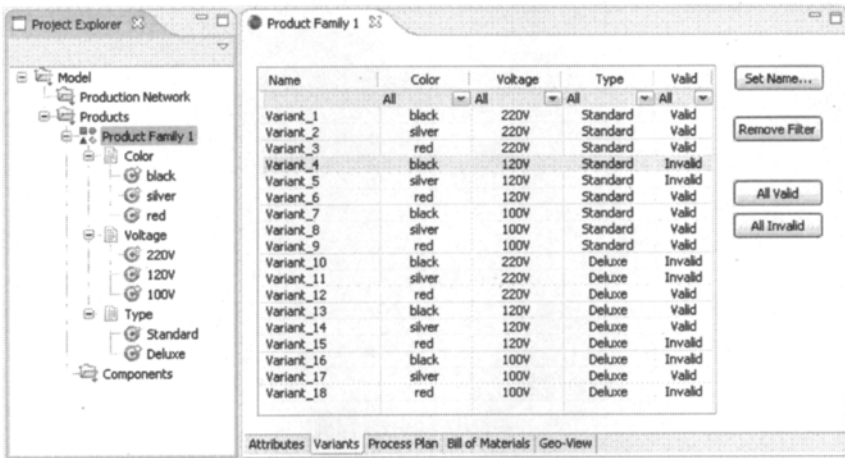 Project Explorer
Model
Production Network
Products
Product Family 1
Color
black
silver
red
Voltage
220V
120V
100V
Type
Standard
Deluxe
Components
Product Family 1
Name Color Voltage Type Valid
All All All All
Variant_1 black 220V Standard Valid
Variant_2 silver 220V Standard Valid
Variant_3 red 220V Standard Valid
Variant_4 black 120V Standard Invalid
Variant_5 silver 120V Standard Invalid
Variant_6 red 120V Standard Valid
Variant_7 black 100V Standard Valid
Variant_8 silver 100V Standard Valid
Variant_9 red 100V Standard Valid
Variant_10 black 220V Deluxe Invalid
Variant_11 silver 220V Deluxe Invalid
Variant_12 red 220V Deluxe Valid
Variant_13 black 120V Deluxe Valid
Variant_14 silver 120V Deluxe Valid
Variant_15 red 120V Deluxe Invalid
Variant_16 black 100V Deluxe Invalid
Variant_17 silver 100V Deluxe Valid
Variant_18 red 100V Deluxe Invalid
Set Name...
Remove Filter
All Valid
All Invalid
Attributes Variants Process Plan Bill of Materials Geo-View